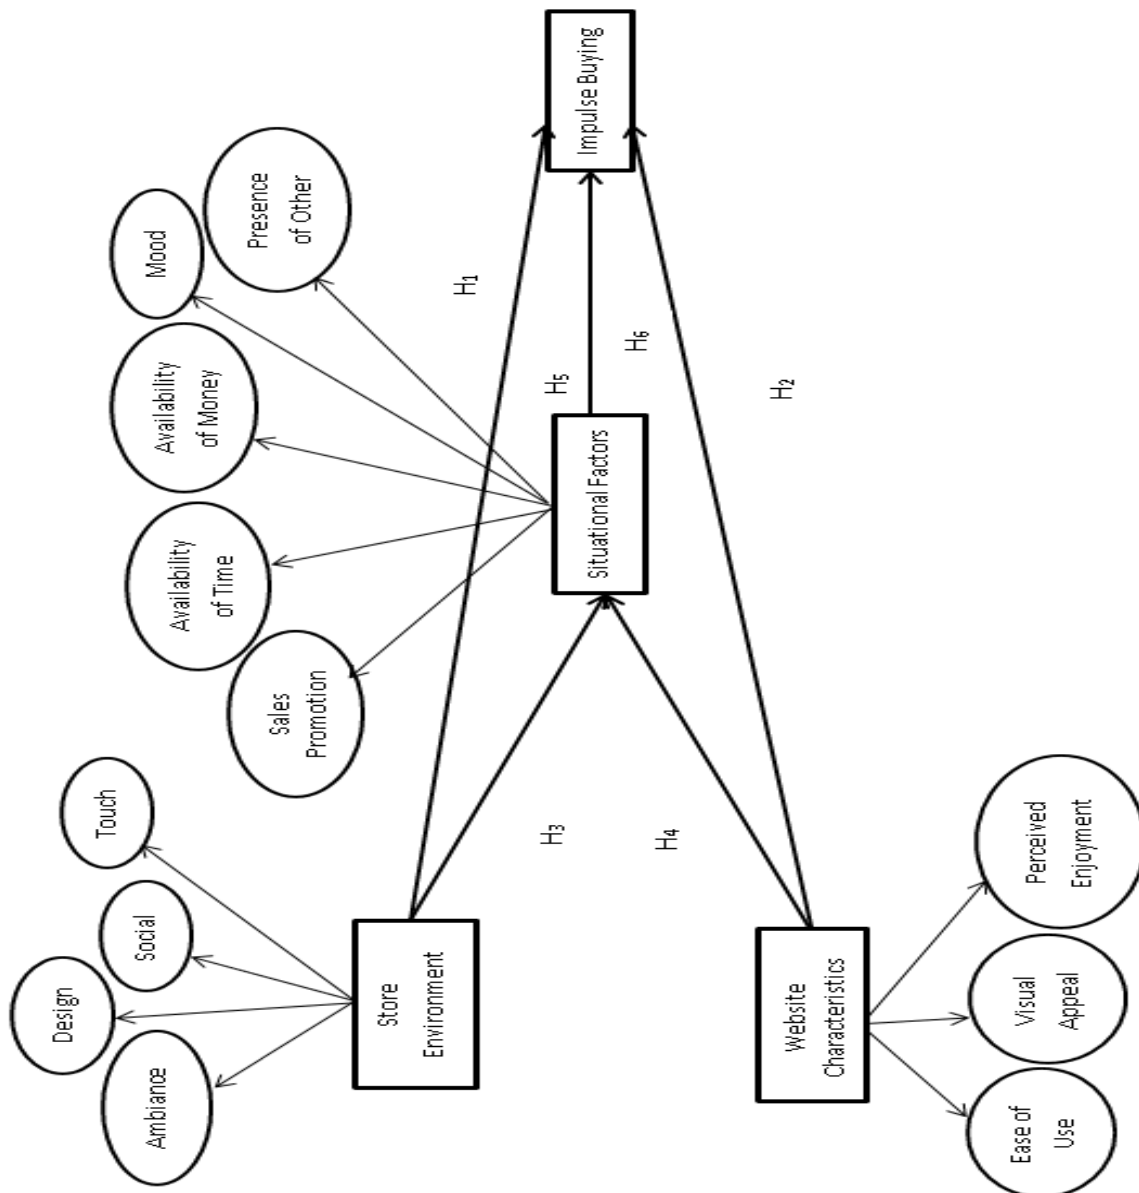 Ambiance
Design
Social
Touch
Store
Environment
Sales
Promotion
Availability
of Time
Availability
of Money
Mood
Presence
of Other
H₁
H₃
H₅
Situational Factors
H₆
Impulse Buying
H₄
H₂
Website
Characteristics
Ease of
Use
Visual
Appeal
Perceived
Enjoyment